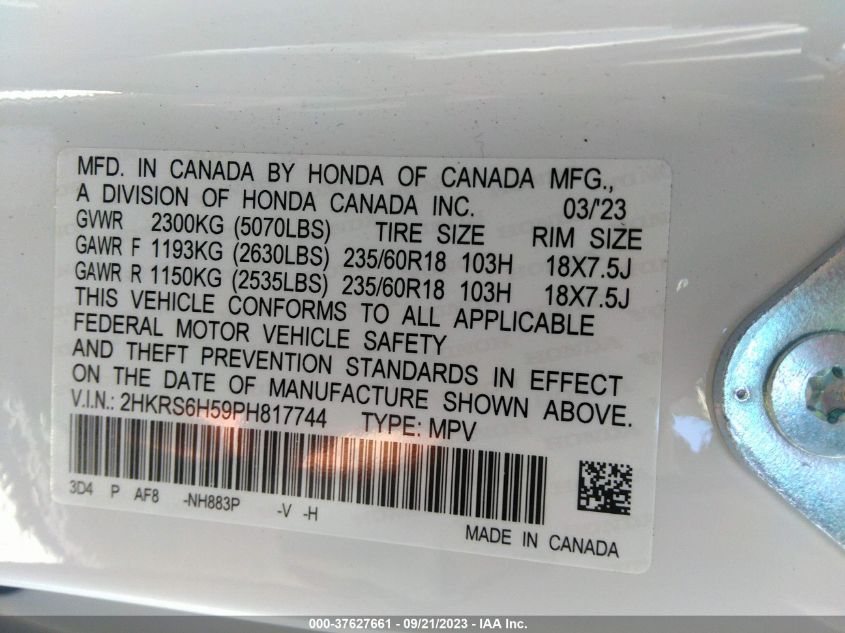 MFD. IN CANADA BY HONDA OF CANADA MFG.,
A DIVISION OF HONDA CANADA INC. 03/'23
GVWR 2300KG (5070LBS) TIRE SIZE RIM SIZE
GAWR F 1193KG (2630LBS) 235/60R18 103H 18X7.5J
GAWR R 1150KG (2535LBS) 235/60R18 103H 18X7.5J
THIS VEHICLE CONFORMS TO ALL APPLICABLE
FEDERAL MOTOR VEHICLE SAFETY
AND THEFT PREVENTION STANDARDS IN EFFECT
ON THE DATE OF MANUFACTURE SHOWN ABOVE.
V.I.N.: 2HKRS6H59PH817744 TYPE: MPV
3D4 P AF8 -NH883P -V -H
MADE IN CANADA
000-37627661 - 09/21/2023 - IAA Inc.